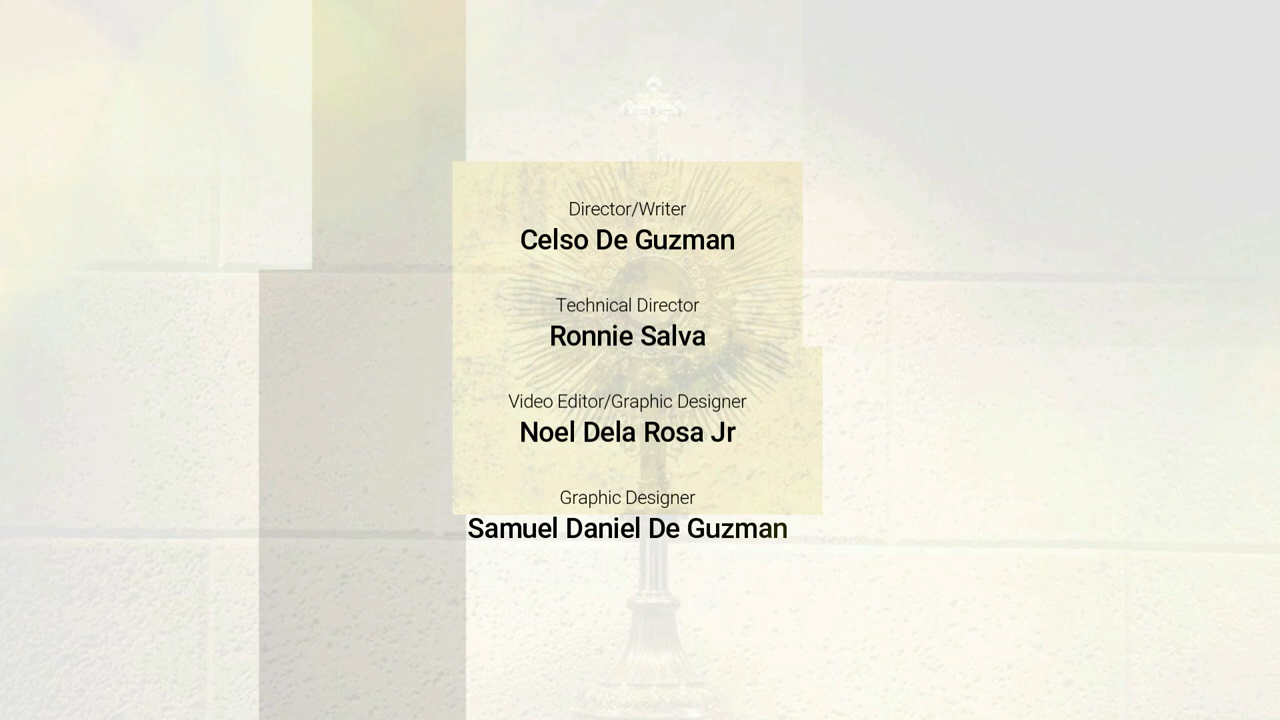 Director/Writer
Celso De Guzman
Technical Director
Ronnie Salva
Video Editor/Graphic Designer
Noel Dela Rosa Jr
Graphic Designer
Samuel Daniel De Guzman